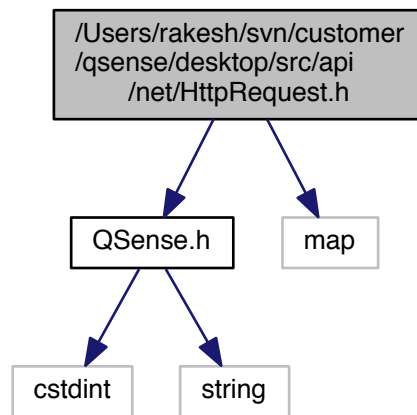 /Users/rakesh/svn/customer
/qsense/desktop/src/api
/net/HttpRequest.h
QSense.h
map
cstdint
string